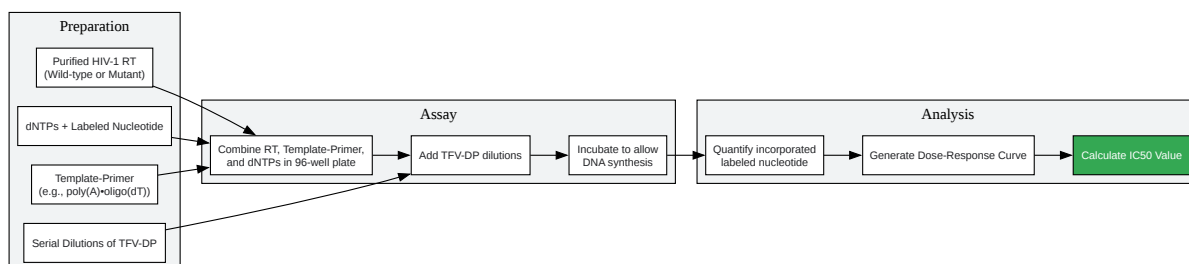 Preparation
Purified HIV-1 RT
(Wild-type or Mutant)
dNTPs + Labeled Nucleotide
Template-Primer
(e.g., poly(A)•oligo(dT))
Serial Dilutions of TFV-DP
Assay
Combine RT, Template-Primer,
and dNTPs in 96-well plate
Add TFV-DP dilutions
Incubate to allow
DNA synthesis
Analysis
Quantify incorporated
labeled nucleotide
Generate Dose-Response Curve
Calculate IC50 Value